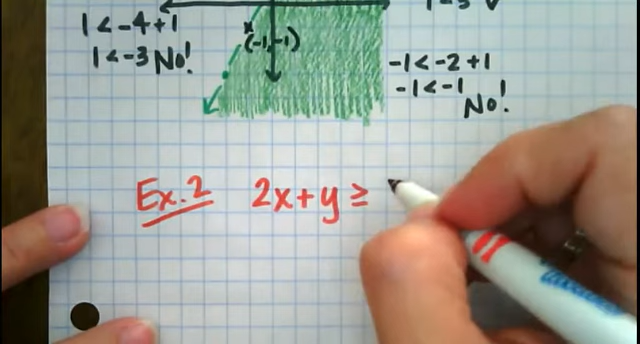 1 < -4 + 1
1 < -3 No!
x
(-1, -1)
-1 < -2 + 1
-1 < -1
No!
Ex. 2 2x + y ≥